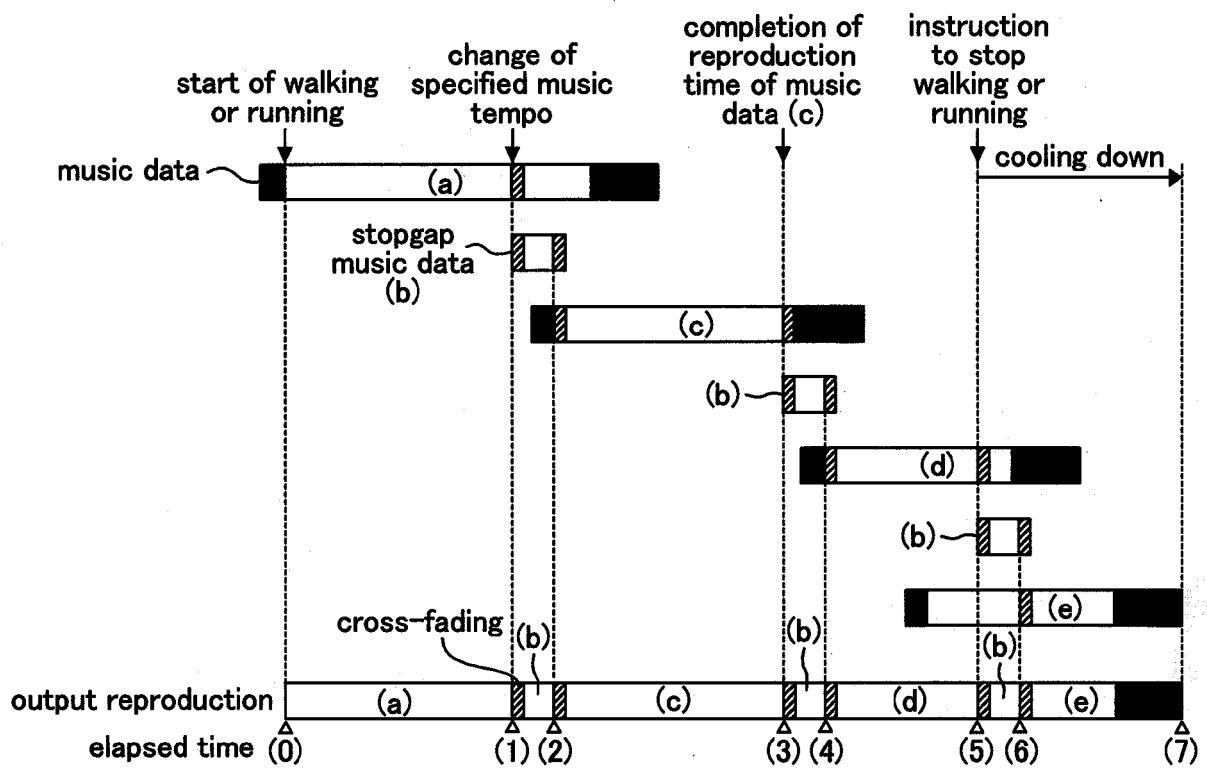 start of walking
or running
change of
specified music
tempo
completion of
reproduction
time of music
data (c)
instruction
to stop
walking or
running
cooling down
music data
(a)
stopgap
music data
(b)
(c)
(b)
(d)
(b)
(e)
cross-fading
(b)
(b)
(b)
output reproduction
(a)
(c)
(d)
(e)
elapsed time (0) (1) (2) (3) (4) (5) (6) (7)